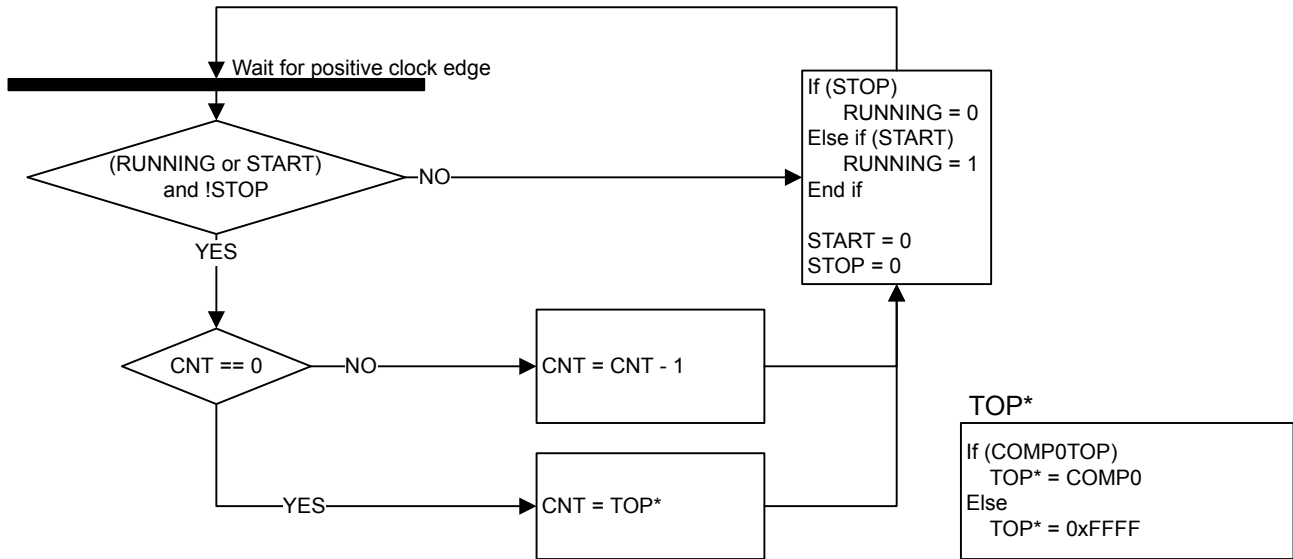 Wait for positive clock edge
(RUNNING or START)
and !STOP
NO
YES
If (STOP)
RUNNING = 0
Else if (START)
RUNNING = 1
End if
START = 0
STOP = 0
CNT == 0
NO
CNT = CNT - 1
YES
CNT = TOP*
TOP*
If (COMP0TOP)
TOP* = COMP0
Else
TOP* = 0xFFFF